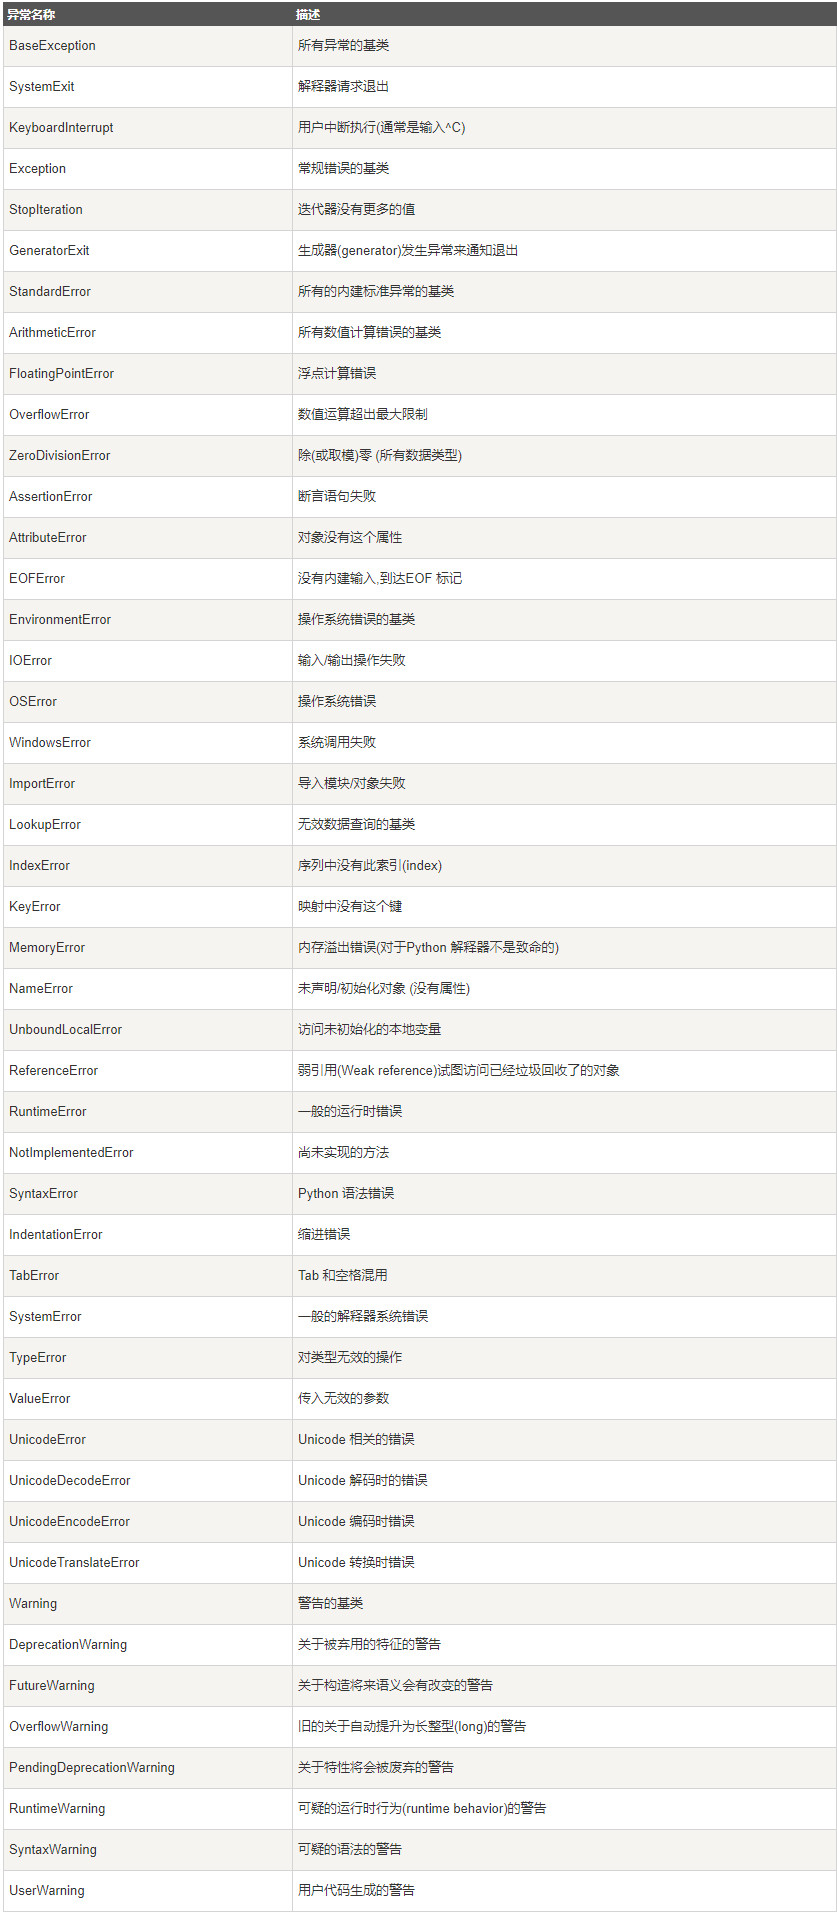 异常名称 描述
BaseException 所有异常的基类
SystemExit 解释器请求退出
KeyboardInterrupt 用户中断执行(通常是输入^C)
Exception 常规错误的基类
StopIteration 迭代器没有更多的值
GeneratorExit 生成器(generator)发生异常来通知退出
StandardError 所有的内建标准异常的基类
ArithmeticError 所有数值计算错误的基类
FloatingPointError 浮点计算错误
OverflowError 数值运算超出最大限制
ZeroDivisionError 除(或取模)零 (所有数据类型)
AssertionError 断言语句失败
AttributeError 对象没有这个属性
EOFError 没有内建输入,到达EOF 标记
EnvironmentError 操作系统错误的基类
IOError 输入/输出操作失败
OSError 操作系统错误
WindowsError 系统调用失败
ImportError 导入模块/对象失败
LookupError 无效数据查询的基类
IndexError 序列中没有此索引(index)
KeyError 映射中没有这个键
MemoryError 内存溢出错误(对于Python 解释器不是致命的)
NameError 未声明/初始化对象 (没有属性)
UnboundLocalError 访问未初始化的本地变量
ReferenceError 弱引用(Weak reference)试图访问已经垃圾回收了的对象
RuntimeError 一般的运行时错误
NotImplementedError 尚未实现的方法
SyntaxError Python 语法错误
IndentationError 缩进错误
TabError Tab 和空格混用
SystemError 一般的解释器系统错误
TypeError 对类型无效的操作
ValueError 传入无效的参数
UnicodeError Unicode 相关的错误
UnicodeDecodeError Unicode 解码时的错误
UnicodeEncodeError Unicode 编码时错误
UnicodeTranslateError Unicode 转换时错误
Warning 警告的基类
DeprecationWarning 关于被弃用的特征的警告
FutureWarning 关于构造将来语义会有改变的警告
OverflowWarning 旧的关于自动提升为长整型(long)的警告
PendingDeprecationWarning 关于特性将会被废弃的警告
RuntimeWarning 可疑的运行时行为(runtime behavior)的警告
SyntaxWarning 可疑的语法的警告
UserWarning 用户代码生成的警告